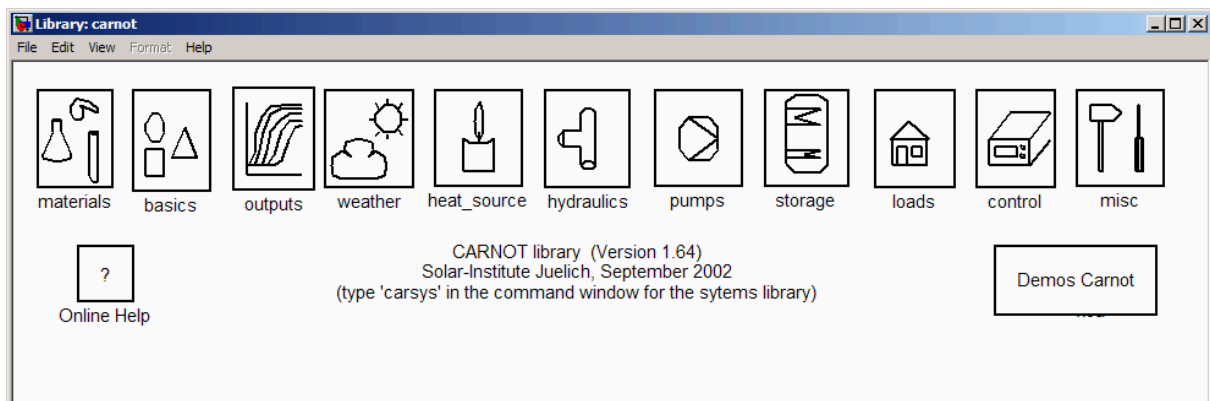 Library: carnot
File Edit View Format Help
materials basics outputs weather heat_source hydraulics pumps storage loads control misc
?
Online Help
CARNOT library (Version 1.64)
Solar-Institute Juelich, September 2002
(type 'carsys' in the command window for the sytems library)
Demos Carnot